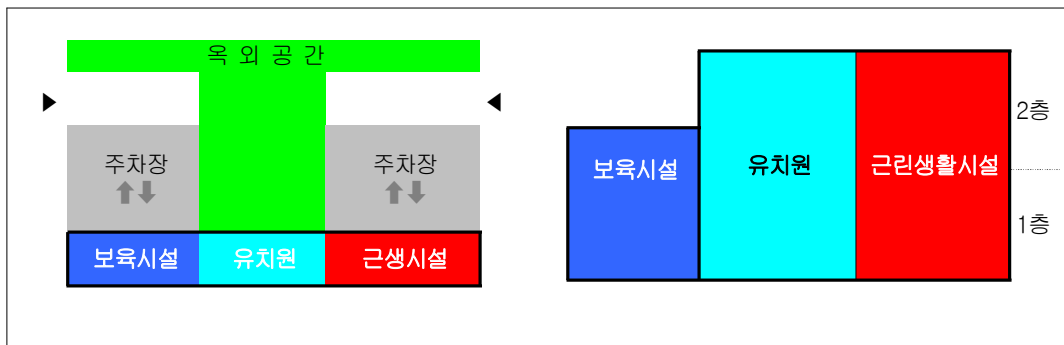 옥 외 공 간
주차장
주차장
보육시설
유치원
근생시설
보육시설
유치원
근린생활시설
2층
1층